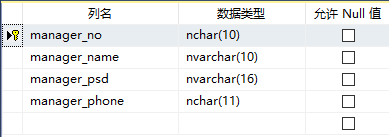 列名 数据类型 允许 Null 值
manager_no nchar(10)
manager_name nvarchar(10)
manager_psd nvarchar(16)
manager_phone nchar(11)